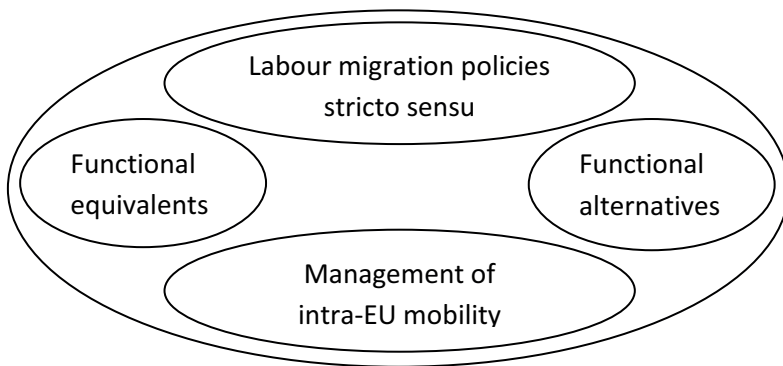 Labour migration policies
stricto sensu
Functional
equivalents
Functional
alternatives
Management of
intra-EU mobility